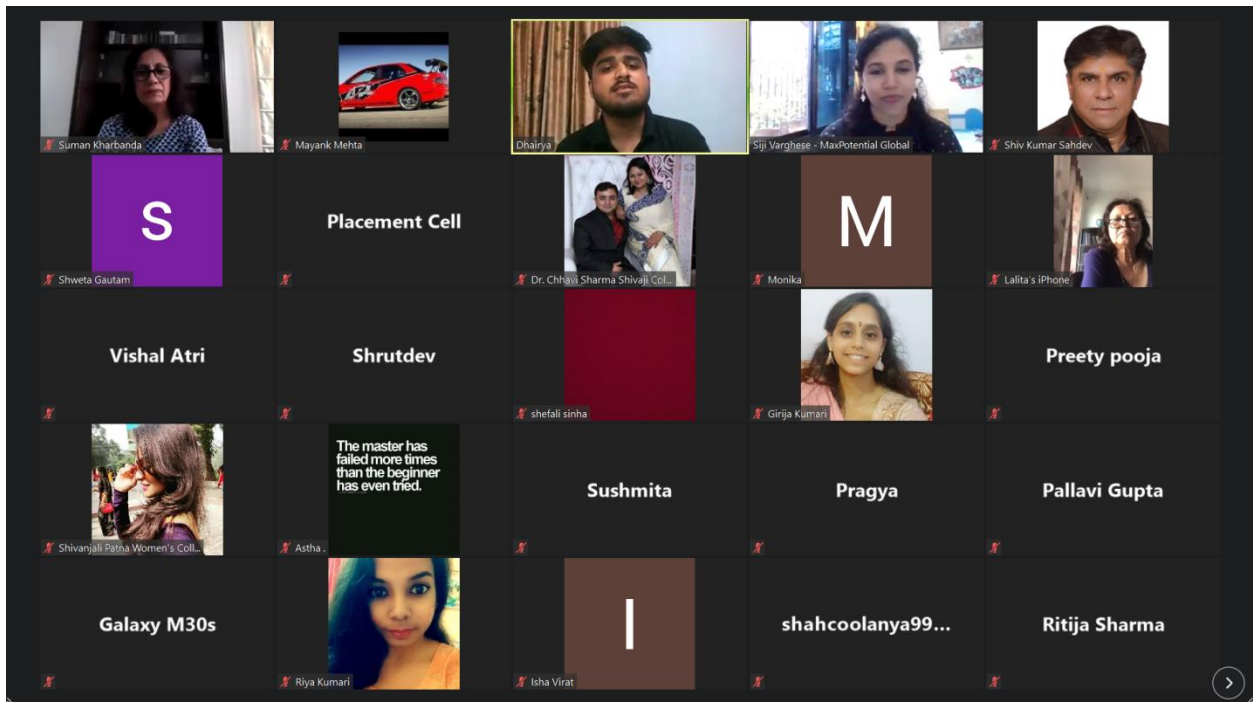 Suman Kharbanda
Mayank Mehta
Dhairya
Siji Varghese - MaxPotential Global
Shiv Kumar Sahdev
S
Shweta Gautam
Placement Cell
Dr. Chhavi Sharma Shivaji Col...
M
Monika
Lalita's iPhone
Vishal Atri
Shrutdev
shefali sinha
Girija Kumari
Preety pooja
Shivanjali Patna Women's Coll...
The master has
failed more times
than the beginner
has even tried.
Astha .
Sushmita
Pragya
Pallavi Gupta
Galaxy M30s
Riya Kumari
I
Isha Virat
shahcoolanya99...
Ritija Sharma